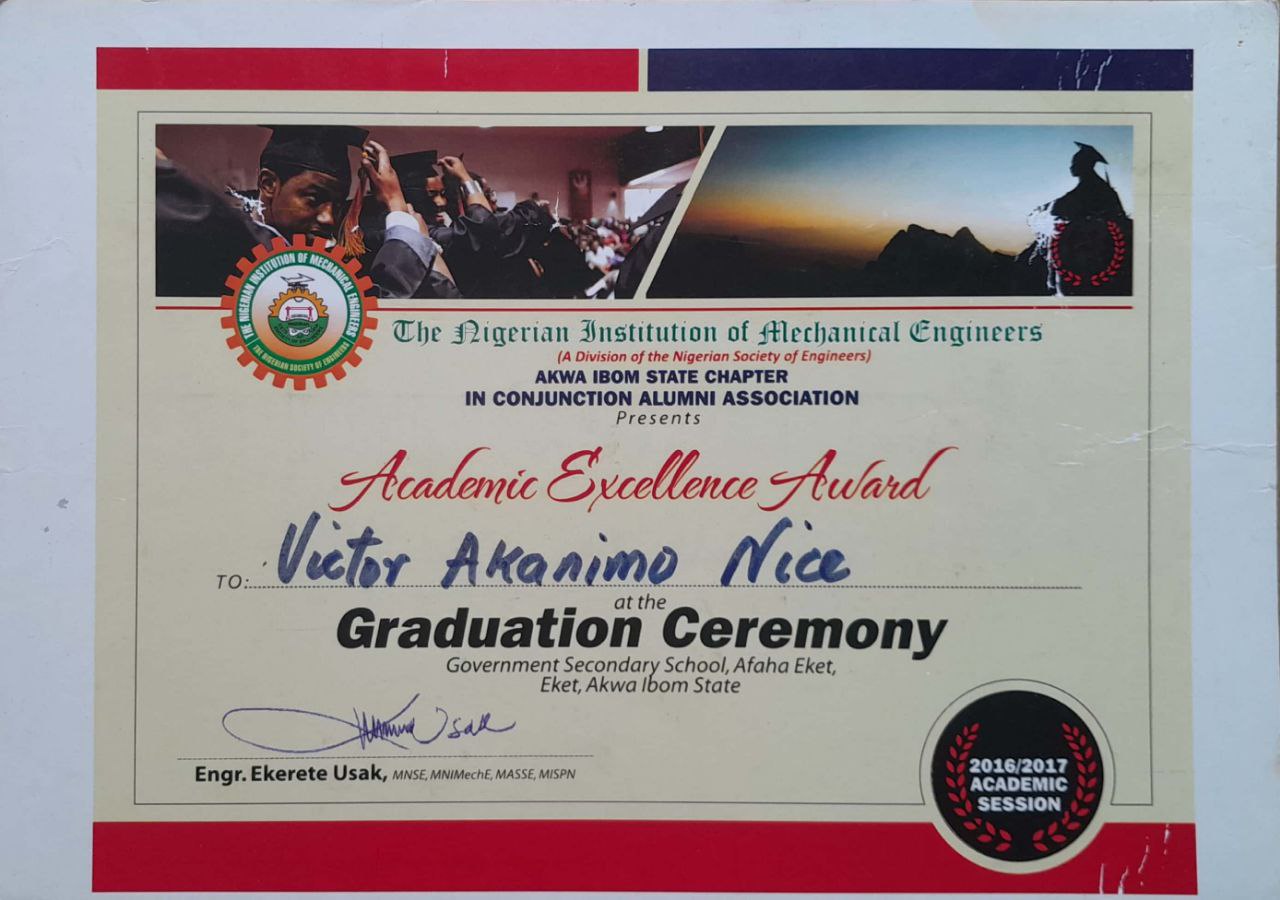 THE NIGERIAN INSTITUTION OF MECHANICAL ENGINEERS
THE NIGERIAN SOCIETY OF ENGINEERS
The Nigerian Institution of Mechanical Engineers
(A Division of the Nigerian Society of Engineers)
AKWA IBOM STATE CHAPTER
IN CONJUNCTION ALUMNI ASSOCIATION
Presents
Academic Excellence Award
TO: Victor Akanimo Nice
at the
Graduation Ceremony
Government Secondary School, Afaha Eket,
Eket, Akwa Ibom State
Usak
Engr. Ekerete Usak, MNSE, MNIMechE, MASSE, MISPN
2016/2017
ACADEMIC
SESSION